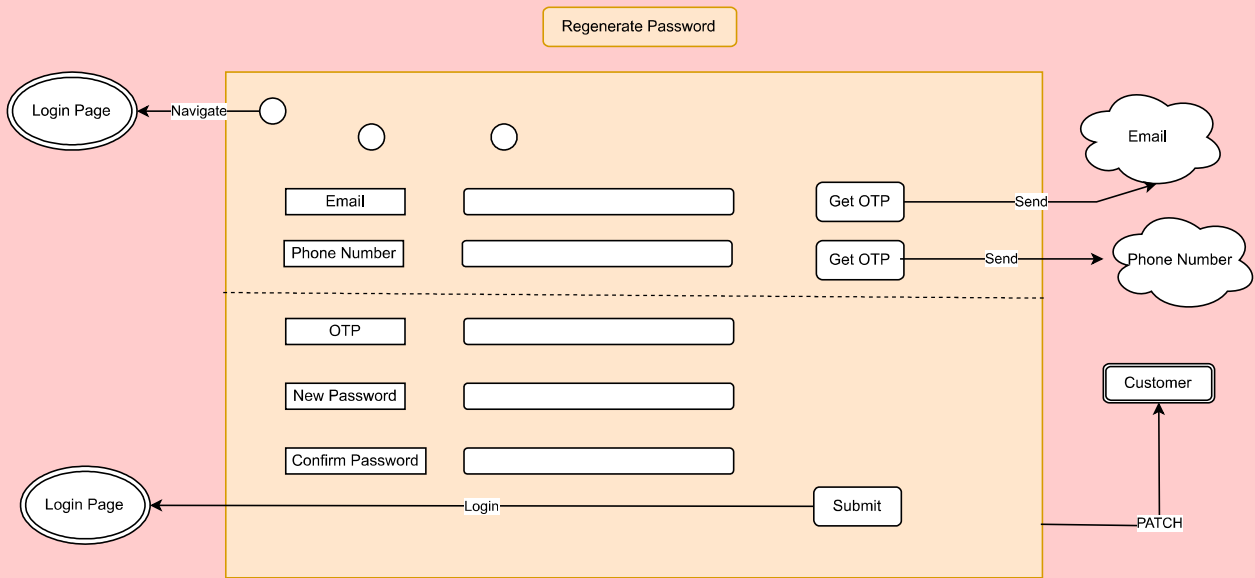 Regenerate Password
Login Page
Navigate
Email
Email
Get OTP
Send
Phone Number
Get OTP
Send
Phone Number
OTP
New Password
Customer
Confirm Password
Login Page
Login
Submit
PATCH